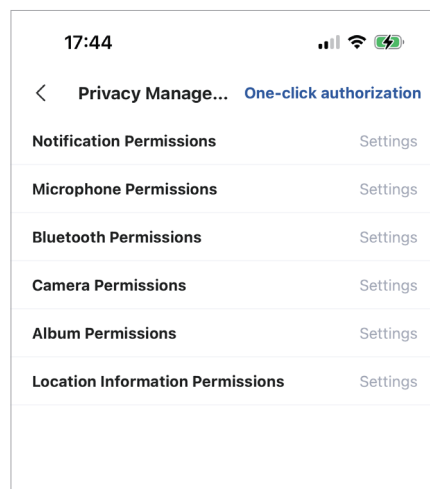 17:44
Privacy Manage... One-click authorization
Notification Permissions Settings
Microphone Permissions Settings
Bluetooth Permissions Settings
Camera Permissions Settings
Album Permissions Settings
Location Information Permissions Settings